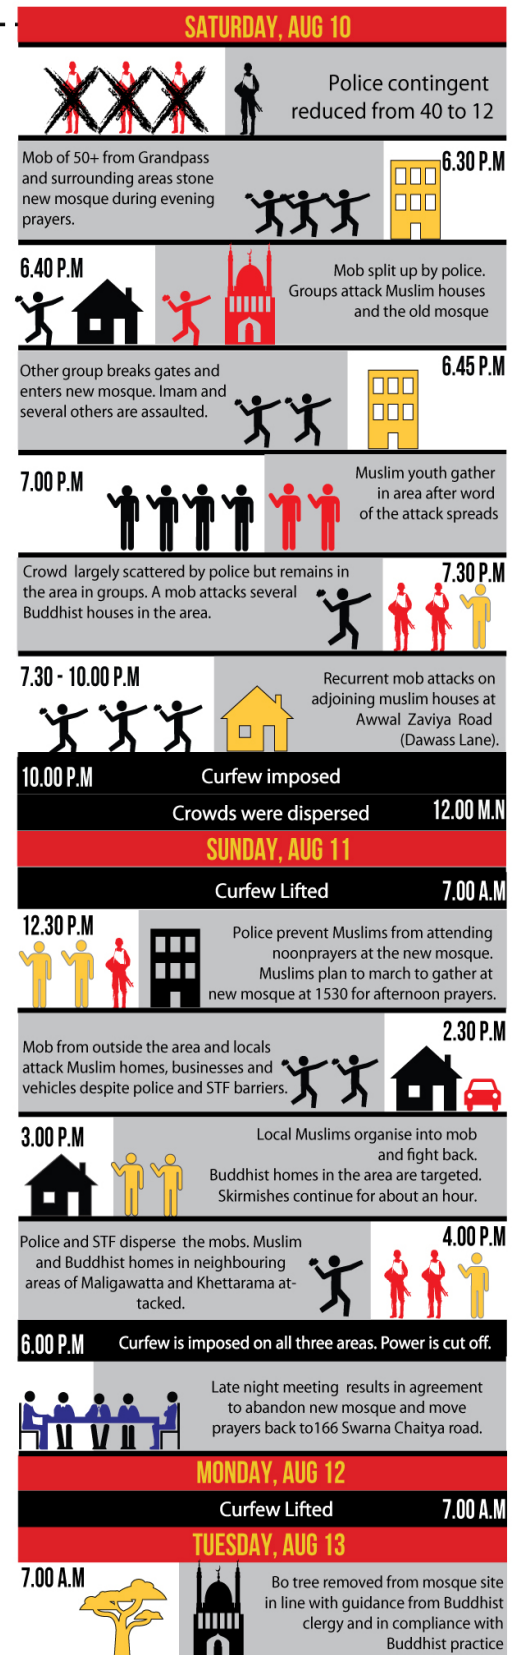 SATURDAY, AUG 10
Police contingent
reduced from 40 to 12
Mob of 50+ from Grandpass
and surrounding areas stone
new mosque during evening
prayers.
6.30 P.M
6.40 P.M
Mob split up by police.
Groups attack Muslim houses
and the old mosque
Other group breaks gates and
enters new mosque. Imam and
several others are assaulted.
6.45 P.M
7.00 P.M
Muslim youth gather
in area after word
of the attack spreads
Crowd largely scattered by police but remains in
the area in groups. A mob attacks several
Buddhist houses in the area.
7.30 P.M
7.30 - 10.00 P.M
Recurrent mob attacks on
adjoining muslim houses at
Awwal Zaviya Road
(Dawass Lane).
10.00 P.M Curfew imposed
Crowds were dispersed 12.00 M.N
SUNDAY, AUG 11
Curfew Lifted 7.00 A.M
12.30 P.M
Police prevent Muslims from attending
noonprayers at the new mosque.
Muslims plan to march to gather at
new mosque at 1530 for afternoon prayers.
2.30 P.M
Mob from outside the area and locals
attack Muslim homes, businesses and
vehicles despite police and STF barriers.
3.00 P.M
Local Muslims organise into mob
and fight back.
Buddhist homes in the area are targeted.
Skirmishes continue for about an hour.
4.00 P.M
Police and STF disperse the mobs. Muslim
and Buddhist homes in neighbouring
areas of Maligawatta and Khettarama at-
tacked.
6.00 P.M Curfew is imposed on all three areas. Power is cut off.
Late night meeting results in agreement
to abandon new mosque and move
prayers back to166 Swarna Chaitya road.
MONDAY, AUG 12
Curfew Lifted 7.00 A.M
TUESDAY, AUG 13
7.00 A.M
Bo tree removed from mosque site
in line with guidance from Buddhist
clergy and in compliance with
Buddhist practice